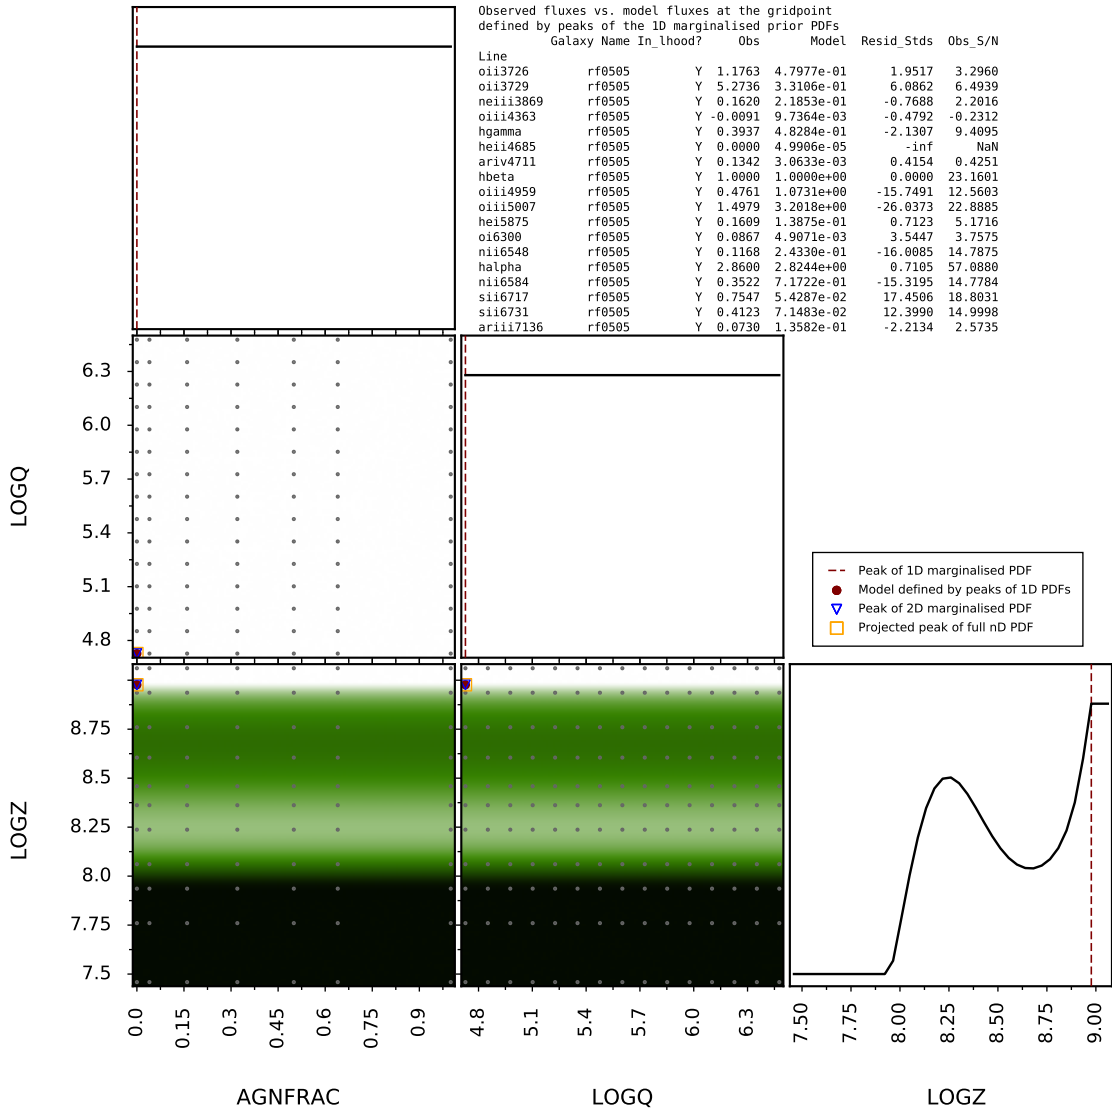 Observed fluxes vs. model fluxes at the gridpoint
defined by peaks of the 1D marginalised prior PDFs
Galaxy Name In_lhood? Obs Model Resid_Stds Obs_S/N
Line
oii3726 rf0505 Y 1.1763 4.7977e-01 1.9517 3.2960
oii3729 rf0505 Y 5.2736 3.3106e-01 6.0862 6.4939
neiii3869 rf0505 Y 0.1620 2.1853e-01 -0.7688 2.2016
oiii4363 rf0505 Y -0.0091 9.7364e-03 -0.4792 -0.2312
hgamma rf0505 Y 0.3937 4.8284e-01 -2.1307 9.4095
heii4685 rf0505 Y 0.0000 4.9906e-05 -inf NaN
ariv4711 rf0505 Y 0.1342 3.0633e-03 0.4154 0.4251
hbeta rf0505 Y 1.0000 1.0000e+00 0.0000 23.1601
oiii4959 rf0505 Y 0.4761 1.0731e+00 -15.7491 12.5603
oiii5007 rf0505 Y 1.4979 3.2018e+00 -26.0373 22.8885
hei5875 rf0505 Y 0.1609 1.3875e-01 0.7123 5.1716
oi6300 rf0505 Y 0.0867 4.9071e-03 3.5447 3.7575
nii6548 rf0505 Y 0.1168 2.4330e-01 -16.0085 14.7875
halpha rf0505 Y 2.8600 2.8244e+00 0.7105 57.0880
nii6584 rf0505 Y 0.3522 7.1722e-01 -15.3195 14.7784
sii6717 rf0505 Y 0.7547 5.4287e-02 17.4506 18.8031
sii6731 rf0505 Y 0.4123 7.1483e-02 12.3990 14.9998
ariii7136 rf0505 Y 0.0730 1.3582e-01 -2.2134 2.5735
LOGQ
6.3
6.0
5.7
5.4
5.1
4.8
Peak of 1D marginalised PDF
Model defined by peaks of 1D PDFs
Peak of 2D marginalised PDF
Projected peak of full nD PDF
LOGZ
8.75
8.5
8.25
8.0
7.75
7.5
0.0 0.15 0.3 0.45 0.6 0.75 0.9
4.8 5.1 5.4 5.7 6.0 6.3
7.50 7.75 8.00 8.25 8.50 8.75 9.00
AGNFRAC LOGQ LOGZ